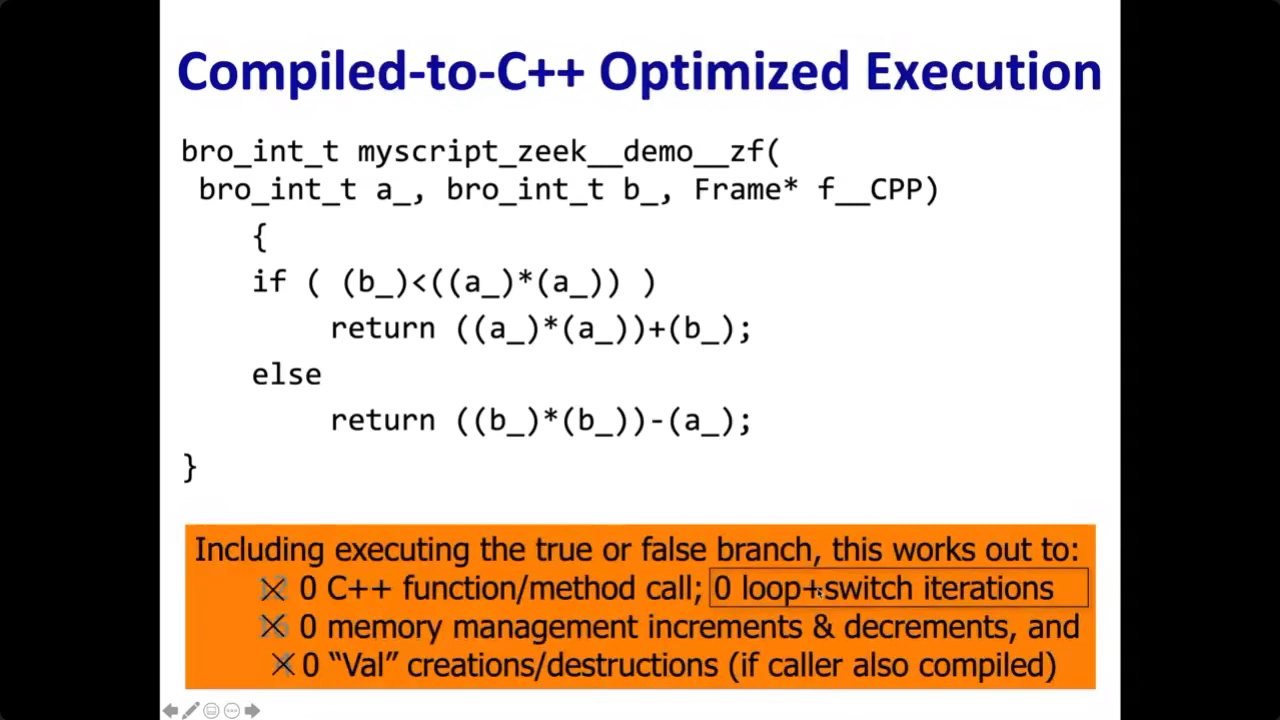 Compiled-to-C++ Optimized Execution
bro_int_t myscript_zeek__demo__zf(
bro_int_t a_, bro_int_t b_, Frame* f__CPP)
{
if ( (b_)<((a_)*(a_)) )
return ((a_)*(a_))+(b_);
else
return ((b_)*(b_))-(a_);
}
Including executing the true or false branch, this works out to:
0 C++ function/method call; 0 loop+switch iterations
0 memory management increments & decrements, and
0 “Val” creations/destructions (if caller also compiled)